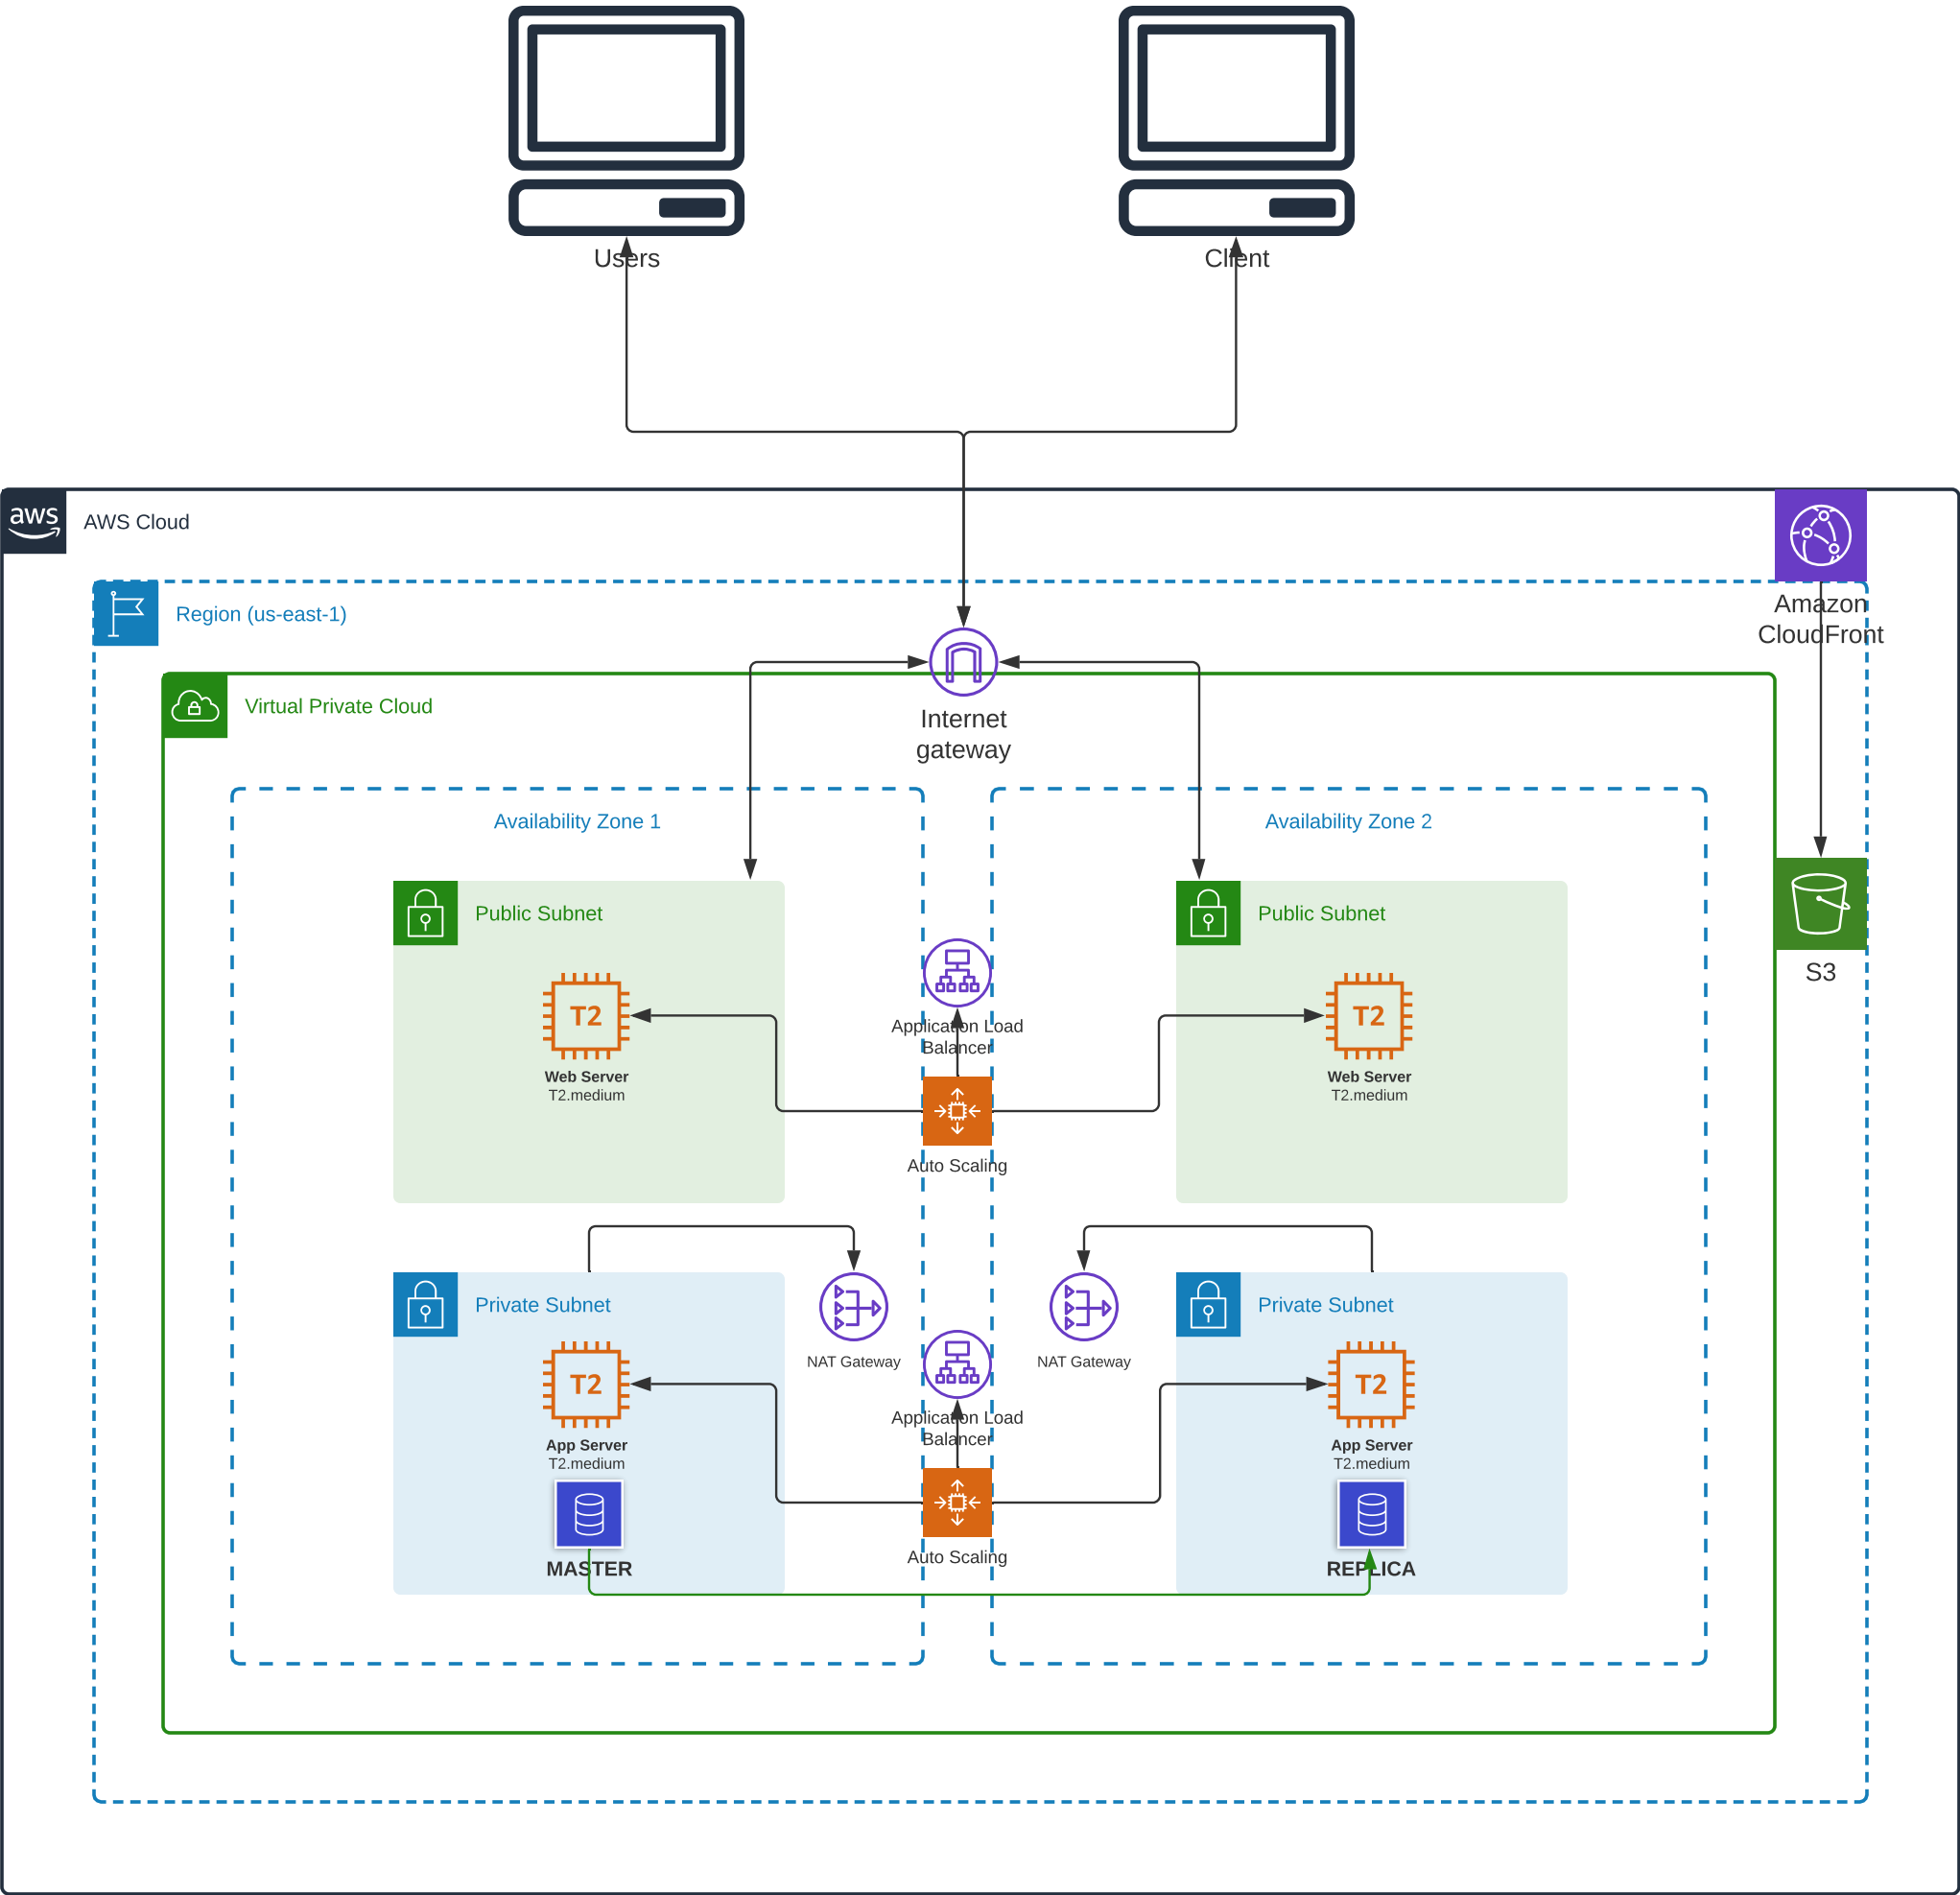 Users
Client
aws
AWS Cloud
Region (us-east-1)
Amazon
CloudFront
Virtual Private Cloud
Internet
gateway
Availability Zone 1
Availability Zone 2
Public Subnet
Public Subnet
S3
T2
T2
Application Load
Balancer
Web Server
T2.medium
Web Server
T2.medium
Auto Scaling
Private Subnet
Private Subnet
NAT Gateway
NAT Gateway
T2
T2
Application Load
Balancer
App Server
T2.medium
App Server
T2.medium
Auto Scaling
MASTER
REPLICA